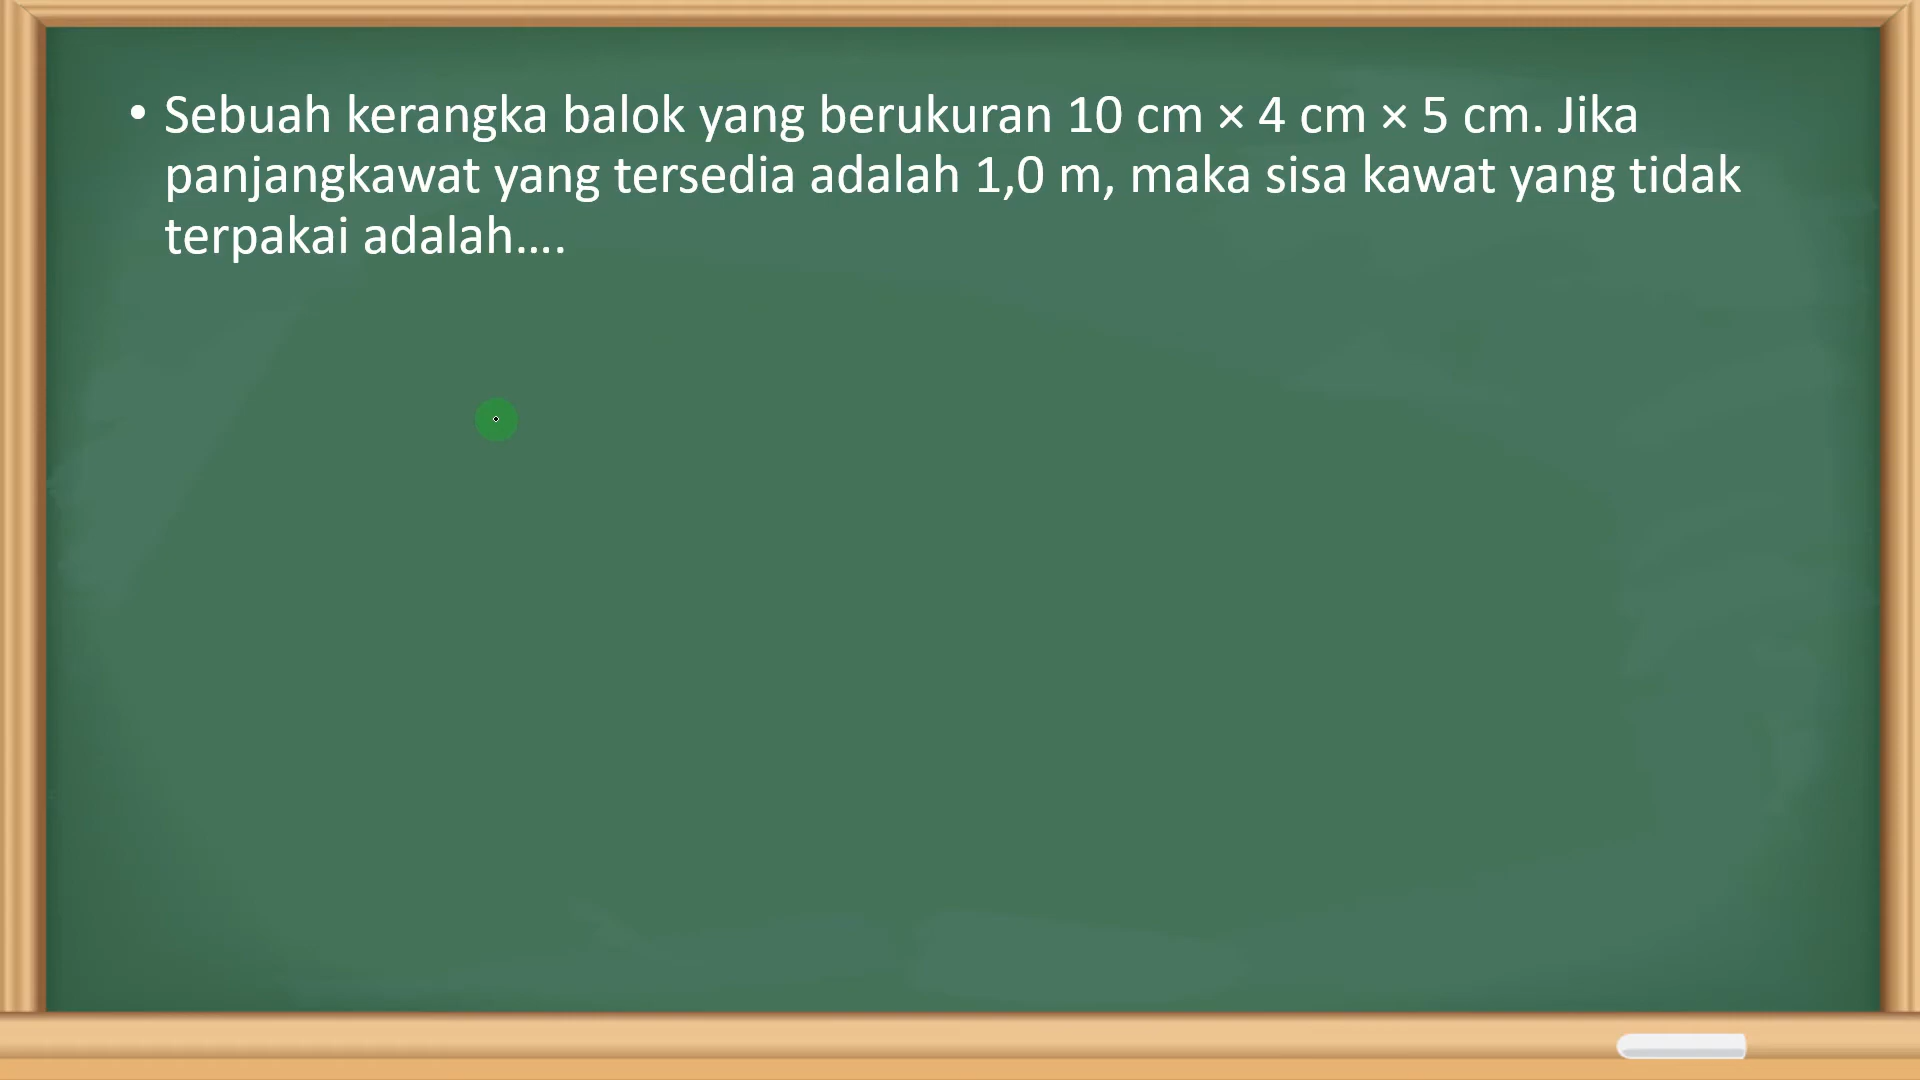 • Sebuah kerangka balok yang berukuran 10 cm × 4 cm × 5 cm. Jika
panjangkawat yang tersedia adalah 1,0 m, maka sisa kawat yang tidak
terpakai adalah....